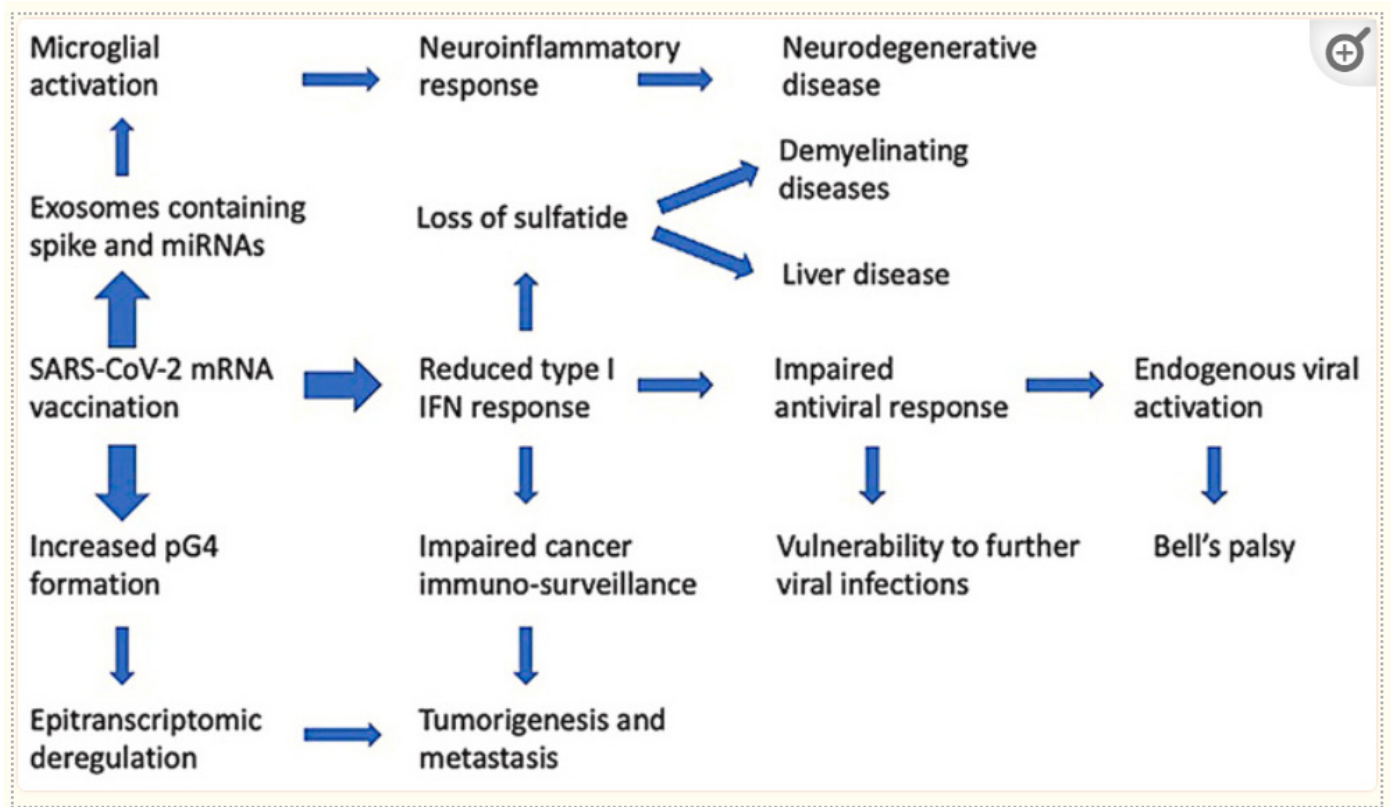 Microglial
activation
Neuroinflammatory
response
Neurodegenerative
disease
Demyelinating
diseases
Exosomes containing
spike and miRNAs
Loss of sulfatide
Liver disease
SARS-CoV-2 mRNA
vaccination
Reduced type I
IFN response
Impaired
antiviral response
Endogenous viral
activation
Increased pG4
formation
Impaired cancer
immuno-surveillance
Vulnerability to further
viral infections
Bell’s palsy
Epitranscriptomic
deregulation
Tumorigenesis and
metastasis